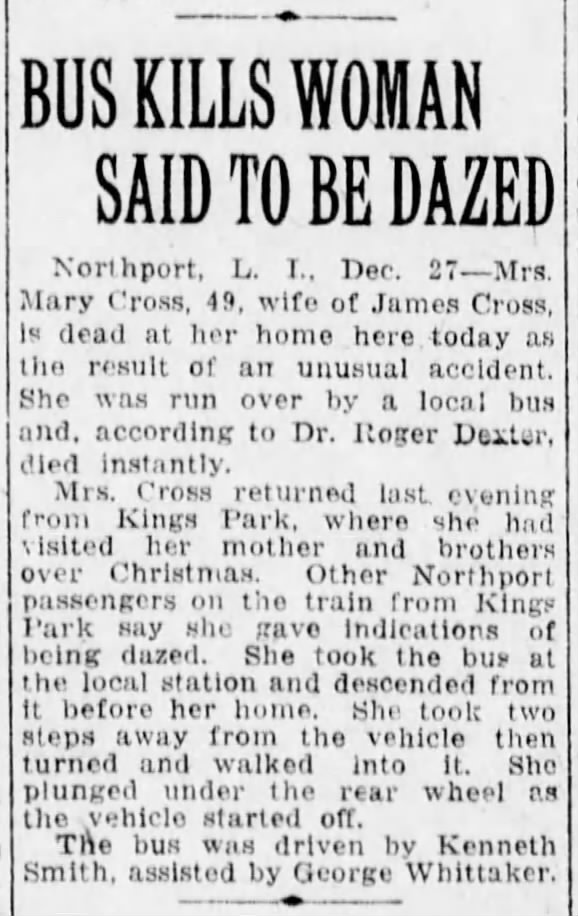 BUS KILLS WOMAN
SAID TO BE DAZED
Northport, L. I., Dec. 27—Mrs.
Mary Cross, 49, wife of James Cross,
is dead at her home here today as
the result of an unusual accident.
She was run over by a local bus
and, according to Dr. Roger Dexter,
died instantly.
Mrs. Cross returned last evening
from Kings Park, where she had
visited her mother and brothers
over Christmas. Other Northport
passengers on the train from Kings
Park say she gave indications of
being dazed. She took the bus at
the local station and descended from
it before her home. She took two
steps away from the vehicle then
turned and walked into it. She
plunged under the rear wheel as
the vehicle started off.
The bus was driven by Kenneth
Smith, assisted by George Whittaker.